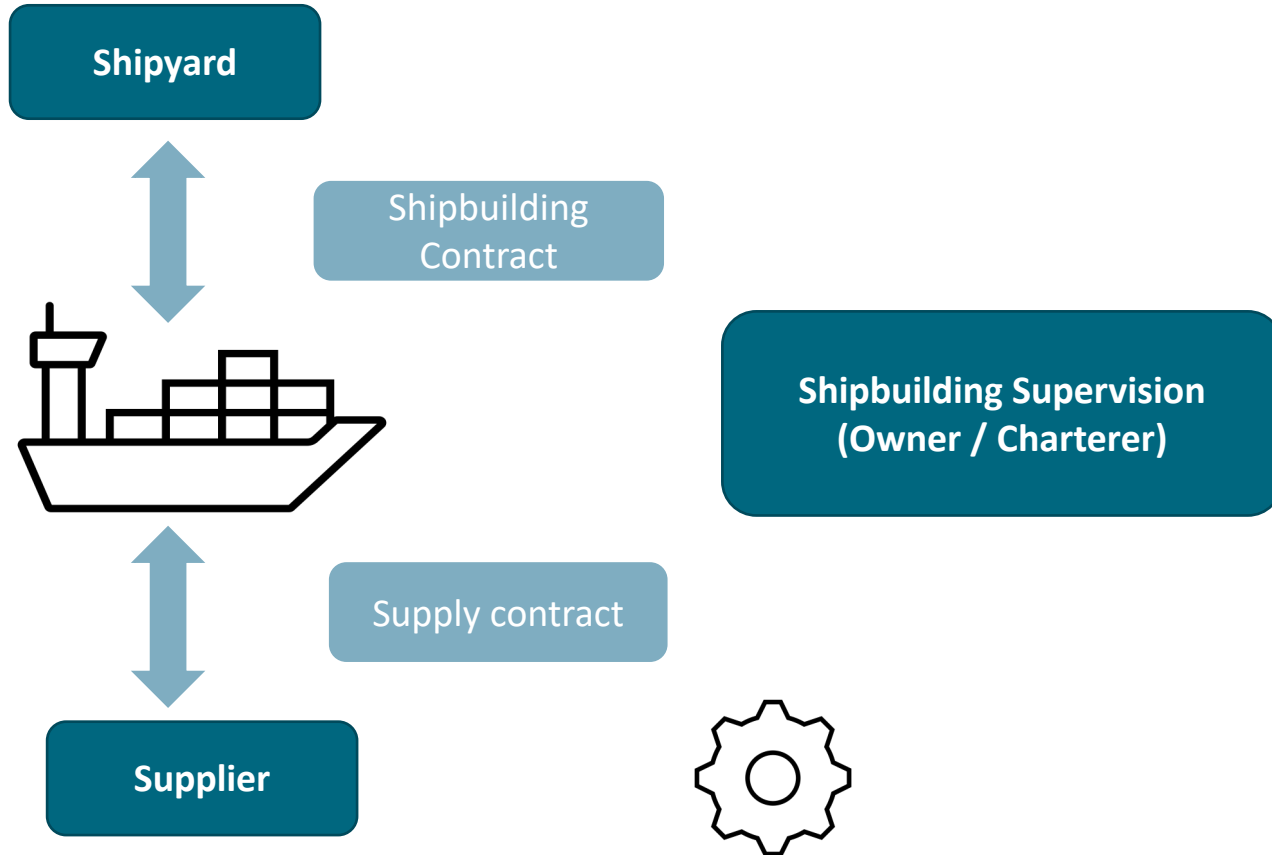 Shipyard
Shipbuilding
Contract
Shipbuilding Supervision
(Owner / Charterer)
Supply contract
Supplier